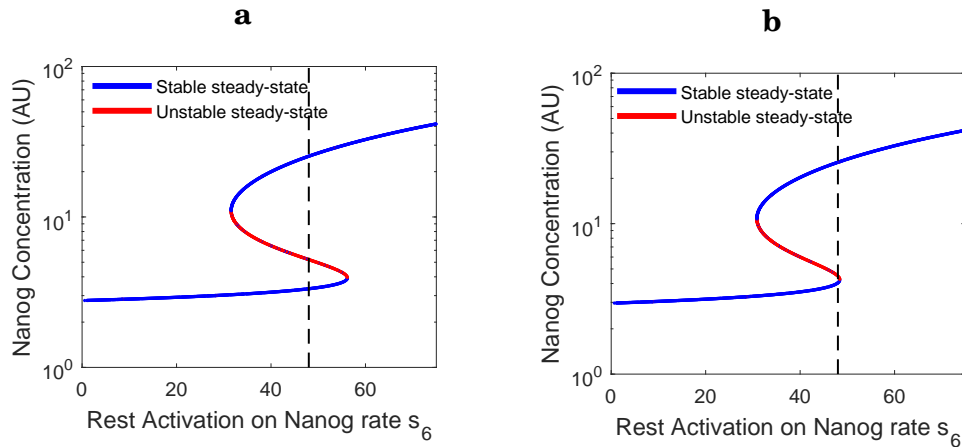 a
b
10^2
Stable steady-state
Unstable steady-state
10^1
10^0
Nanog Concentration (AU)
0 20 40 60
Rest Activation on Nanog rate s_6
10^2
Stable steady-state
Unstable steady-state
10^1
10^0
Nanog Concentration (AU)
0 20 40 60
Rest Activation on Nanog rate s_6